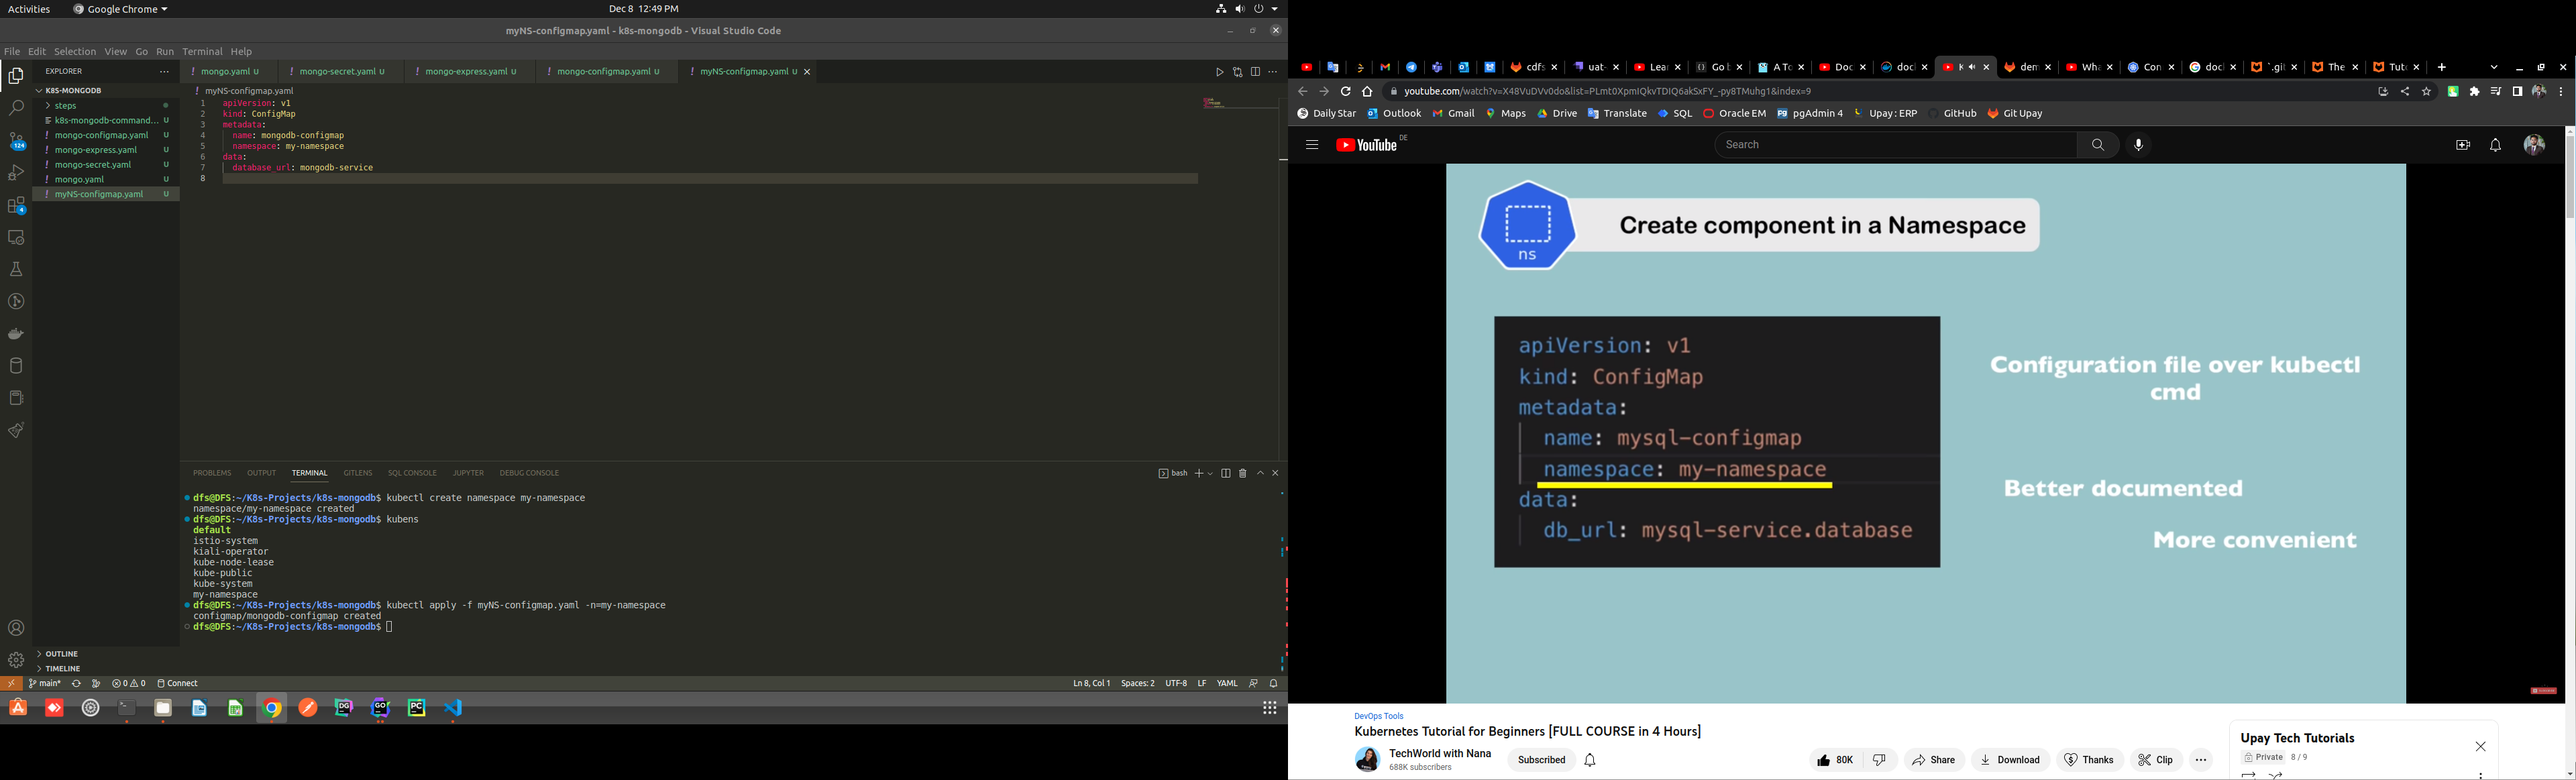 Activities
Google Chrome
Dec 8 12:49 PM
myNS-configmap.yaml - k8s-mongodb - Visual Studio Code
File Edit Selection View Go Run Terminal Help
EXPLORER
K8S-MONGODB
steps
k8s-mongodb-command... U
mongo-configmap.yaml U
mongo-express.yaml U
mongo-secret.yaml U
mongo.yaml U
myNS-configmap.yaml U
OUTLINE
TIMELINE
124
4
mongo.yaml U
mongo-secret.yaml U
mongo-express.yaml U
mongo-configmap.yaml U
myNS-configmap.yaml U
myNS-configmap.yaml
1 apiVersion: v1
2 kind: ConfigMap
3 metadata:
4 name: mongodb-configmap
5 namespace: my-namespace
6 data:
7 database_url: mongodb-service
8
PROBLEMS OUTPUT TERMINAL GITLENS SQL CONSOLE JUPYTER DEBUG CONSOLE
bash
dfs@DFS:~/K8s-Projects/k8s-mongodb$ kubectl create namespace my-namespace
namespace/my-namespace created
dfs@DFS:~/K8s-Projects/k8s-mongodb$ kubens
default
istio-system
kiali-operator
kube-node-lease
kube-public
kube-system
my-namespace
dfs@DFS:~/K8s-Projects/k8s-mongodb$ kubectl apply -f myNS-configmap.yaml -n=my-namespace
configmap/mongodb-configmap created
dfs@DFS:~/K8s-Projects/k8s-mongodb$
main* 0 0 Connect
Ln 8, Col 1 Spaces: 2 UTF-8 LF YAML
DG GO PC
cdfs uat- Lear Go b A To Doc doci K dem Wha Con doc .git The Tuto
youtube.com/watch?v=X48VuDVv0do&list=PLmt0XpmIQkvTDIQ6akSxFY_-py8TMuhg1&index=9
Daily Star Outlook Gmail Maps Drive Translate SQL Oracle EM pgAdmin 4 Upay : ERP GitHub Git Upay
YouTube DE
Search
ns
Create component in a Namespace
apiVersion: v1
kind: ConfigMap
metadata:
name: mysql-configmap
namespace: my-namespace
data:
db_url: mysql-service.database
Configuration file over kubectl
cmd
Better documented
More convenient
DevOps Tools
Kubernetes Tutorial for Beginners [FULL COURSE in 4 Hours]
TechWorld with Nana
688K subscribers
Subscribed
80K
Share
Download
Thanks
Clip
Upay Tech Tutorials
Private 8 / 9